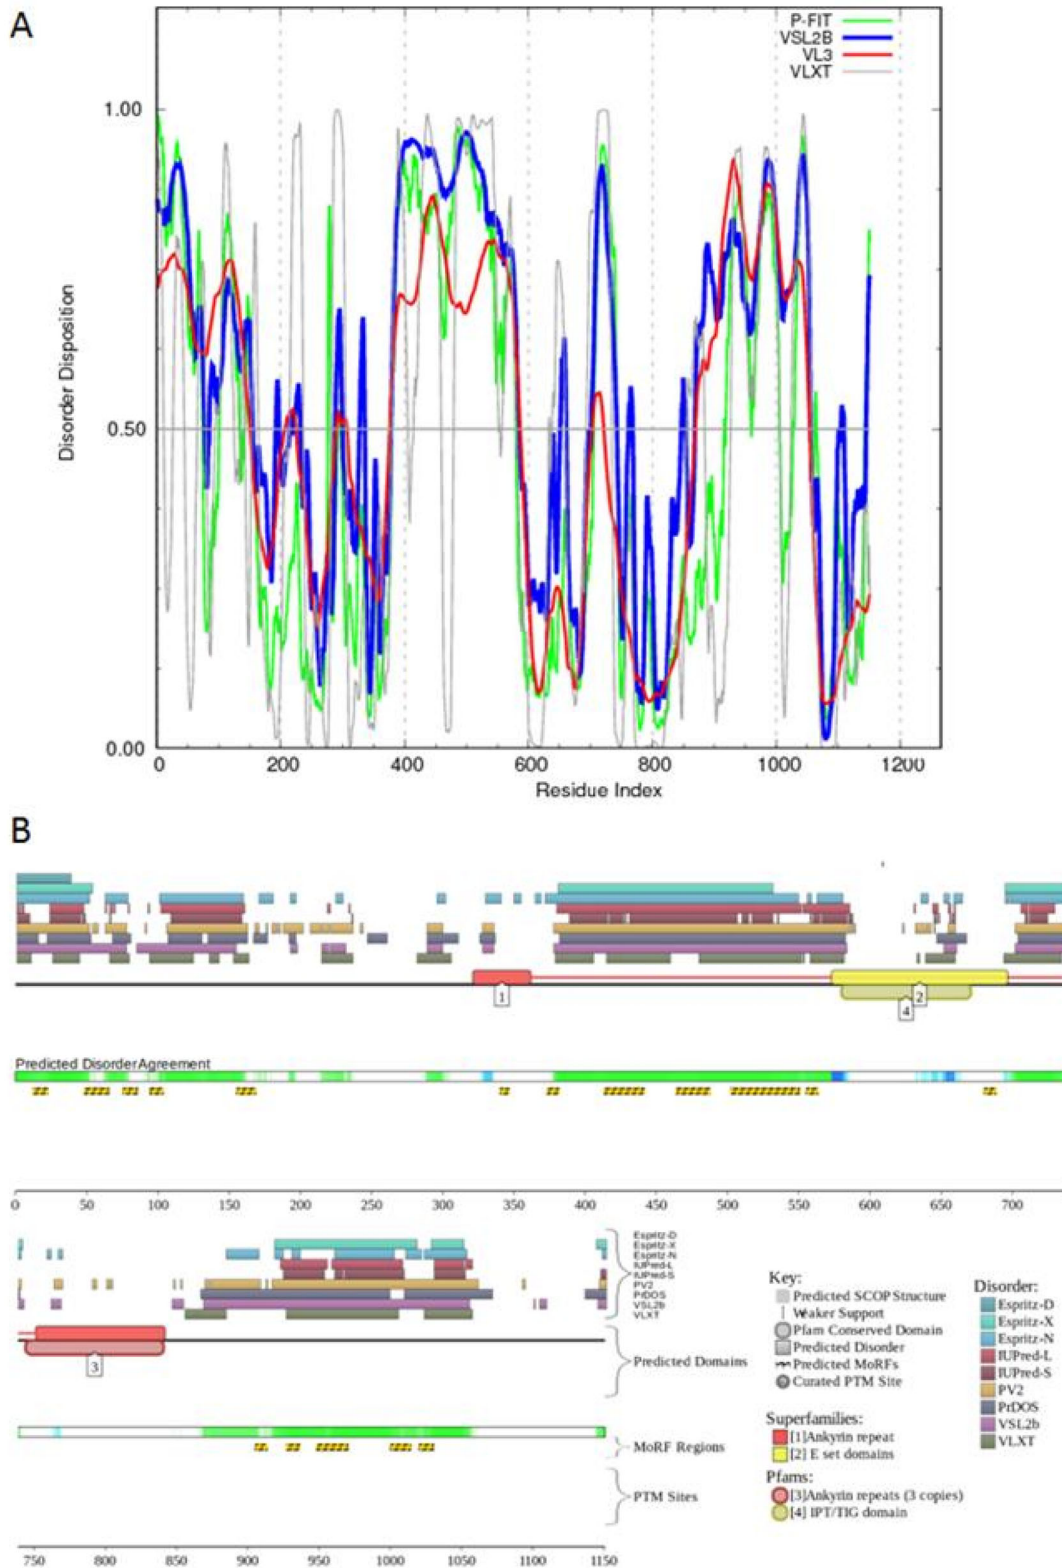 A
P-FIT
VSL2B
VL3
VLXT
1.00
0.50
0.00
Disorder Disposition
0 200 400 600 800 1000 1200
Residue Index
B
1
2
4
Predicted Disorder Agreement
0 50 100 150 200 250 300 350 400 450 500 550 600 650 700
Espritz-D
Espritz-X
Espritz-N
IUPred-L
IUPred-S
PV2
PrDOS
VSL2b
VLXT
3
Predicted Domains
MoRF Regions
PTM Sites
750 800 850 900 950 1000 1050 1100 1150
Key:
Predicted SCOP Structure
Weaker Support
Pfam Conserved Domain
Predicted Disorder
Predicted MoRFs
Curated PTM Site
Superfamilies:
[1]Ankyrin repeat
[2] E set domains
Pfams:
[3]Ankyrin repeats (3 copies)
[4] IPT/TIG domain
Disorder:
Espritz-D
Espritz-X
Espritz-N
IUPred-L
IUPred-S
PV2
PrDOS
VSL2b
VLXT